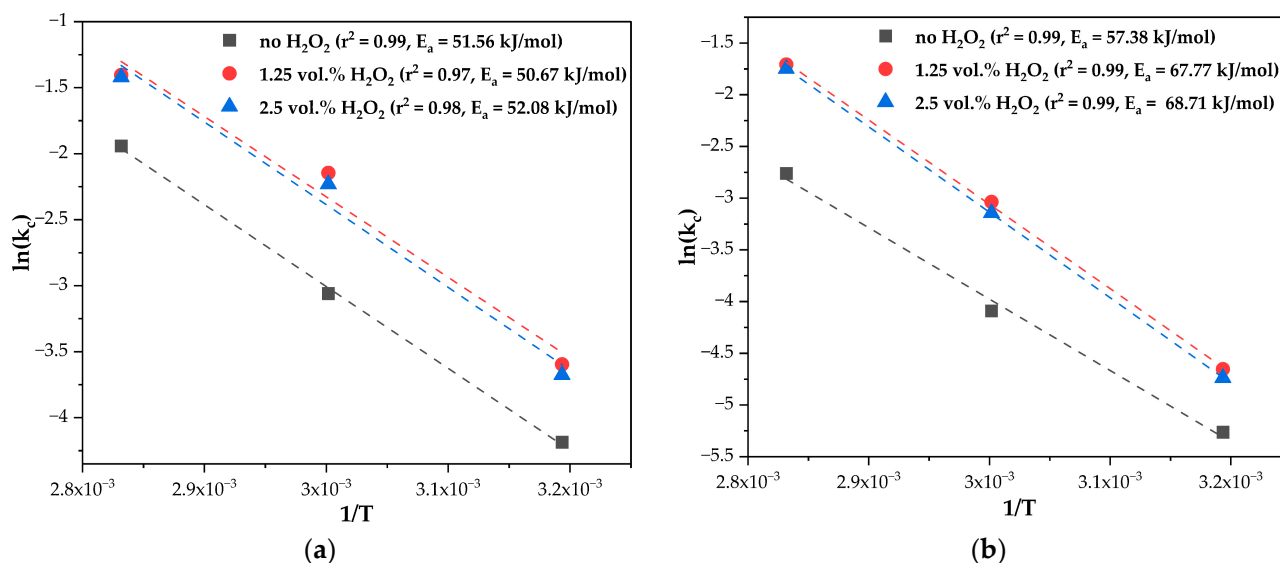 −1
−1.5
−2
−2.5
−3
−3.5
−4
ln(k_c)
no H₂O₂ (r² = 0.99, Eₐ = 51.56 kJ/mol)
1.25 vol.% H₂O₂ (r² = 0.97, Eₐ = 50.67 kJ/mol)
2.5 vol.% H₂O₂ (r² = 0.98, Eₐ = 52.08 kJ/mol)
2.8x10⁻³ 2.9x10⁻³ 3x10⁻³ 3.1x10⁻³ 3.2x10⁻³
1/T
(a)
−1.5
−2
−2.5
−3
−3.5
−4
−4.5
−5
−5.5
ln(k_c)
no H₂O₂ (r² = 0.99, Eₐ = 57.38 kJ/mol)
1.25 vol.% H₂O₂ (r² = 0.99, Eₐ = 67.77 kJ/mol)
2.5 vol.% H₂O₂ (r² = 0.99, Eₐ = 68.71 kJ/mol)
2.8x10⁻³ 2.9x10⁻³ 3x10⁻³ 3.1x10⁻³ 3.2x10⁻³
1/T
(b)